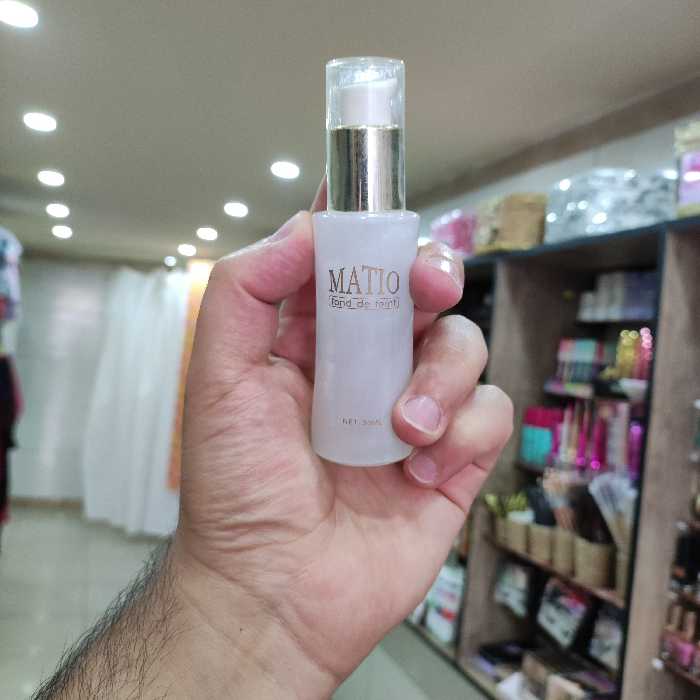 MATIO
fond de teint
NET 30ML